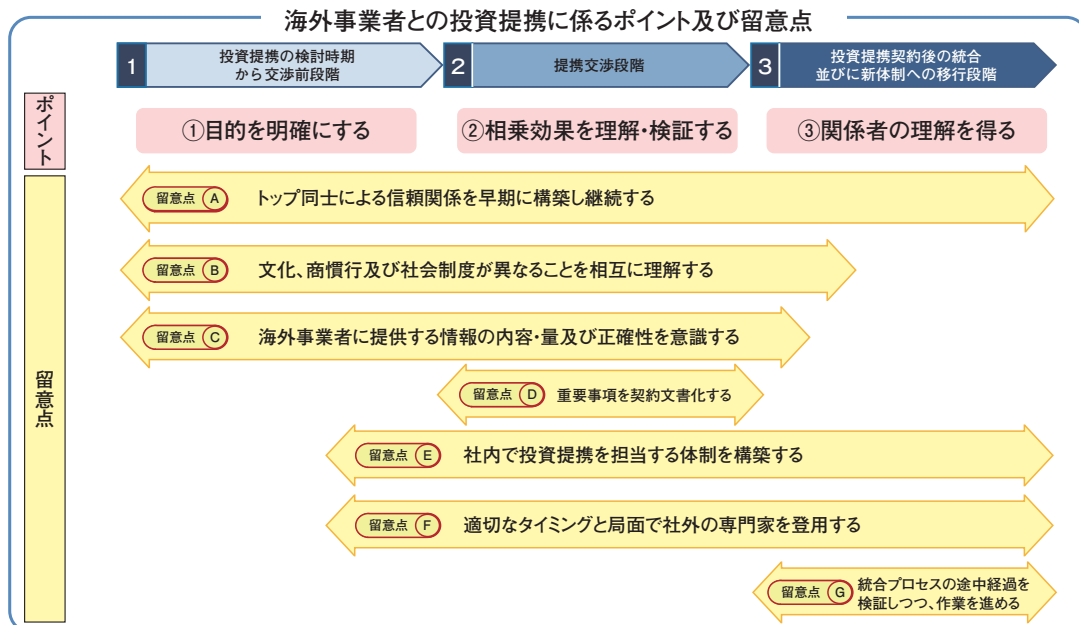 海外事業者との投資提携に係るポイント及び留意点
1
投資提携の検討時期
から交渉前段階
2
提携交渉段階
3
投資提携契約後の統合
並びに新体制への移行段階
ポイント
①目的を明確にする
②相乗効果を理解・検証する
③関係者の理解を得る
留意点
留意点 A トップ同士による信頼関係を早期に構築し継続する
留意点 B 文化、商慣行及び社会制度が異なることを相互に理解する
留意点 C 海外事業者に提供する情報の内容・量及び正確性を意識する
留意点 D 重要事項を契約文書化する
留意点 E 社内で投資提携を担当する体制を構築する
留意点 F 適切なタイミングと局面で社外の専門家を登用する
留意点 G 統合プロセスの途中経過を
検証しつつ、作業を進める